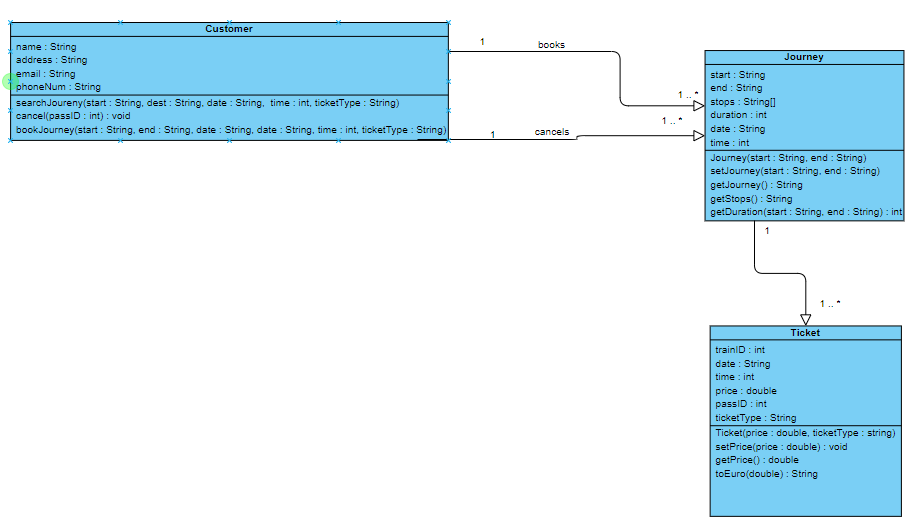 Customer
name : String
address : String
email : String
phoneNum : String
searchJoureny(start : String, dest : String, date : String,  time : int, ticketType : String)
cancel(passID : int) : void
bookJourney(start : String, end : String, date : String, date : String, time : int, ticketType : String)
1
books
1 .. *
1
cancels
1 .. *
Journey
start : String
end : String
stops : String[]
duration : int
date : String
time : int
Journey(start : String, end : String)
setJourney(start : String, end : String)
getJourney() : String
getStops() : String
getDuration(start : String, end : String) : int
1
1 .. *
Ticket
trainID : int
date : String
time : int
price : double
passID : int
ticketType : String
Ticket(price : double, ticketType : string)
setPrice(price : double) : void
getPrice() : double
toEuro(double) : String